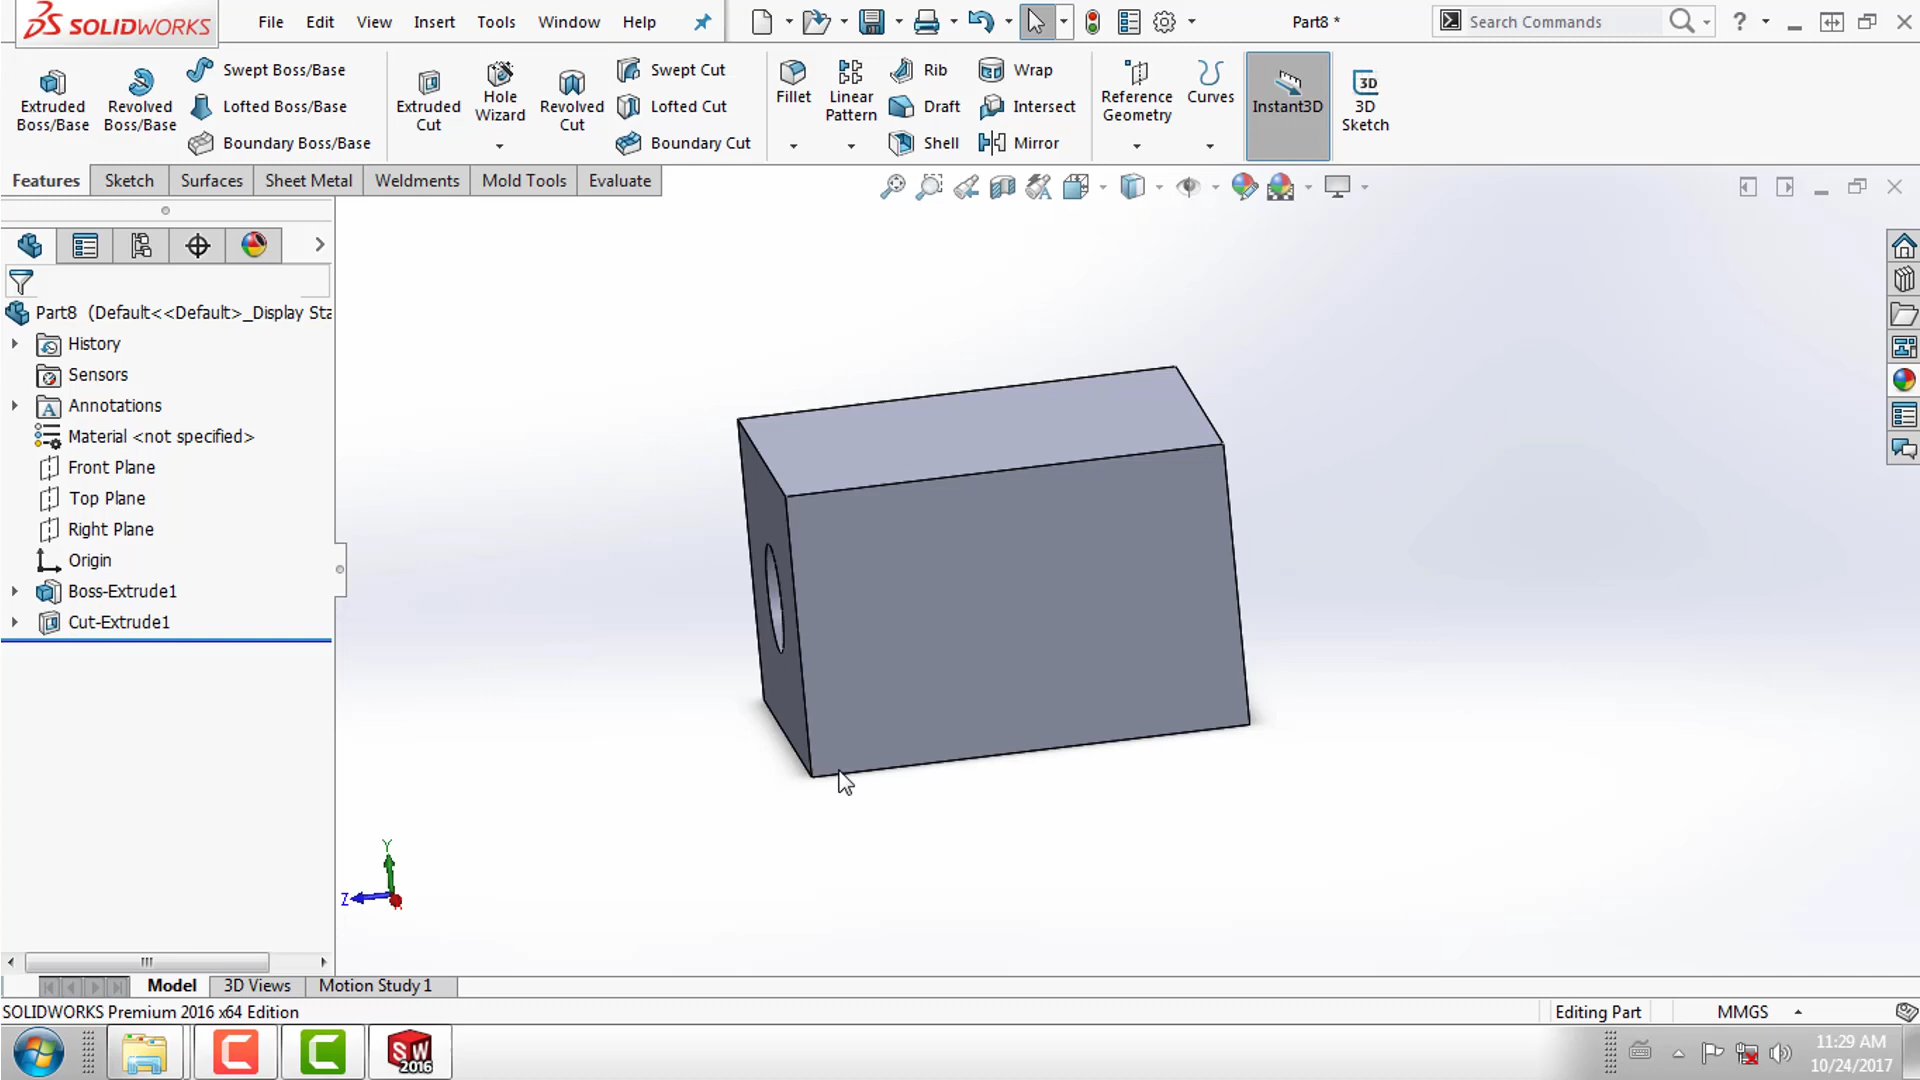 SOLIDWORKS
File Edit View Insert Tools Window Help
Part8 *
Search Commands
?
Extruded Boss/Base
Revolved Boss/Base
Swept Boss/Base
Lofted Boss/Base
Boundary Boss/Base
Extruded Cut
Hole Wizard
Revolved Cut
Swept Cut
Lofted Cut
Boundary Cut
Fillet
Linear Pattern
Rib
Draft
Shell
Wrap
Intersect
Mirror
Reference Geometry
Curves
Instant3D
3D
3D Sketch
Features Sketch Surfaces Sheet Metal Weldments Mold Tools Evaluate
Part8 (Default<<Default>_Display Sta
History
Sensors
A
Annotations
Material <not specified>
Front Plane
Top Plane
Right Plane
Origin
Boss-Extrude1
Cut-Extrude1
Y
Z
Model 3D Views Motion Study 1
SOLIDWORKS Premium 2016 x64 Edition
Editing Part
MMGS
SW
2016
11:29 AM
10/24/2017